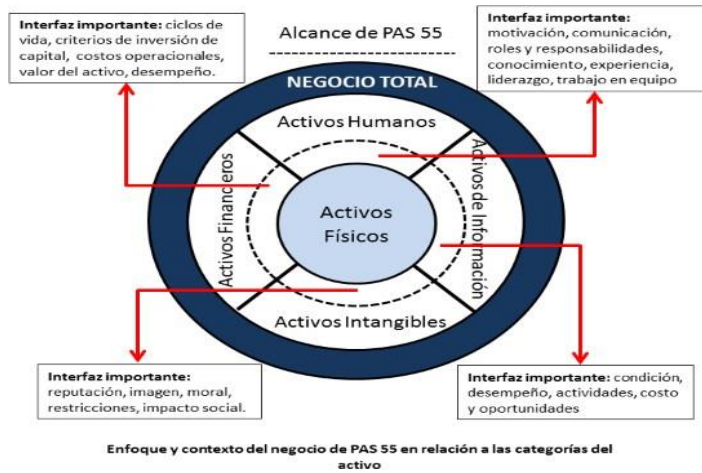 Interfaz importante: ciclos de
vida, criterios de inversión de
capital, costos operacionales,
valor del activo, desempeño.
Alcance de PAS 55
Interfaz importante:
motivación, comunicación,
roles y responsabilidades,
conocimiento, experiencia,
liderazgo, trabajo en equipo
NEGOCIO TOTAL
Activos Humanos
Activos Financieros
Activos
Físicos
Activos de Información
Activos Intangibles
Interfaz importante:
reputación, imagen, moral,
restricciones, impacto social.
Interfaz importante: condición,
desempeño, actividades, costo
y oportunidades
Enfoque y contexto del negocio de PAS 55 en relación a las categorías del
activo